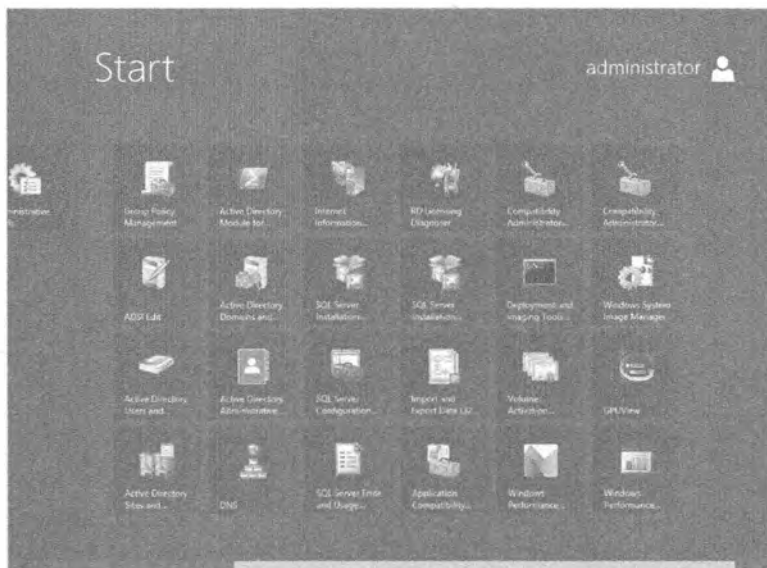 Start
administrator
ministrative
Group Policy
Management
Active Directory
Module for
Internet
Information...
RD Licensing
Diagnoser
Compatibility
Administrator...
Compatibility
Administrator...
ADSI Edit
Active Directory
Domains and...
SQL Server
Installation...
SQL Server
Installation...
Deployment and
Imaging Tools...
Windows System
Image Manager
Active Directory
Users and...
Active Directory
Administrative...
SQL Server
Configuration...
Import and
Export Data (32...
Volume
Activation...
GPUView
Active Directory
Sites and...
DNS
SQL Server Error
and Usage...
Application
Compatibility...
Windows
Performance...
Windows
Performance...